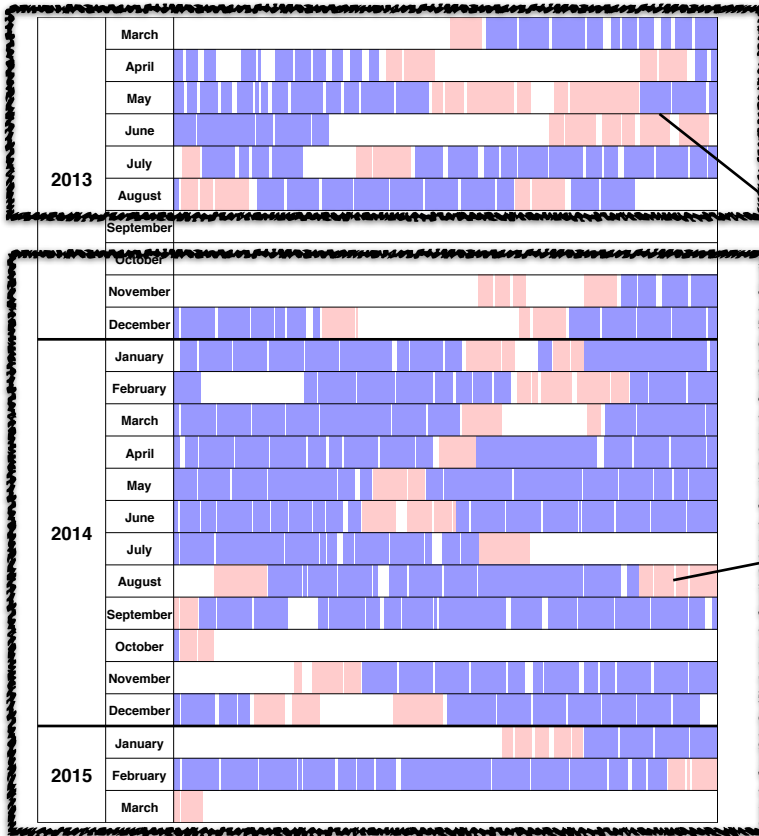 March
April
May
June
July
2013
August
September
October
November
December
January
February
March
April
May
June
2014
July
August
September
October
November
December
January
2015
February
March